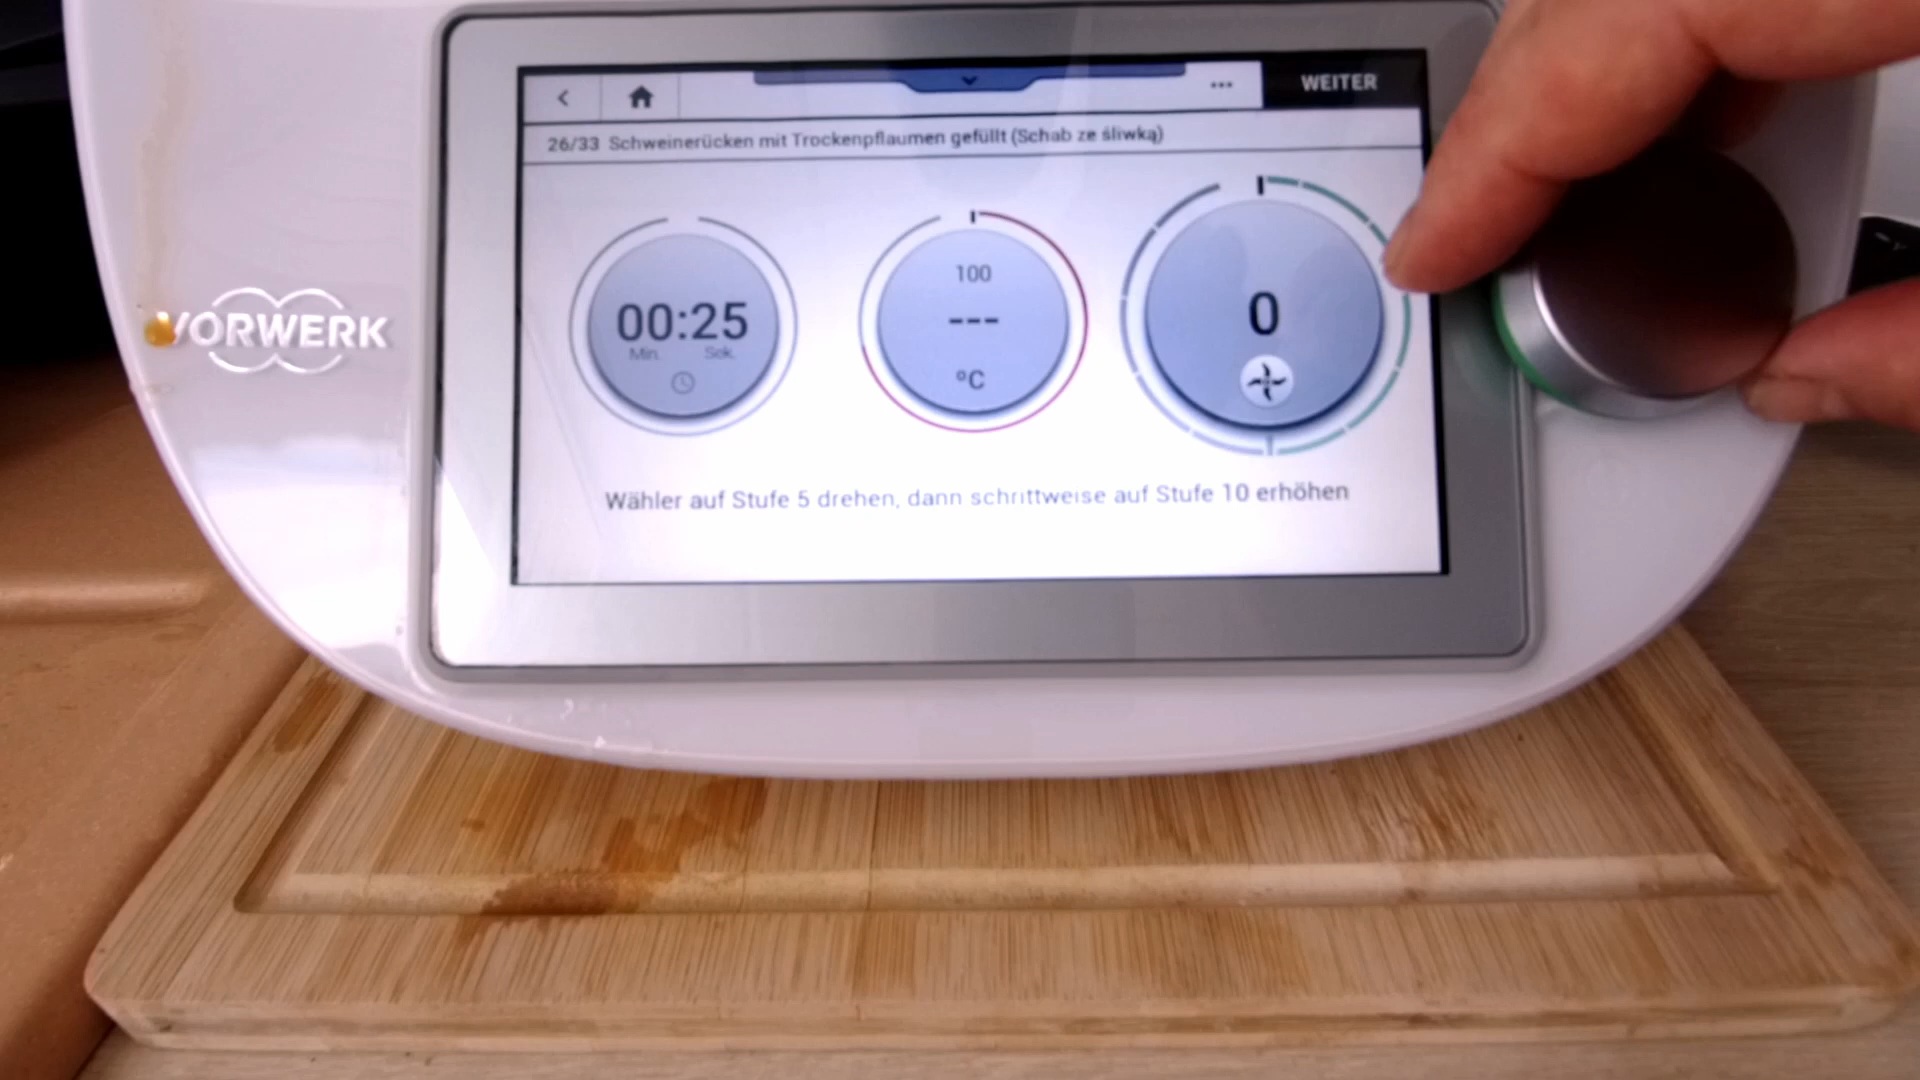 WEITER
26/33 Schweinerücken mit Trockenpflaumen gefüllt (Schab ze śliwką)
00:25
Min. Sek.
100
---
°C
0
VORWERK
Wähler auf Stufe 5 drehen, dann schrittweise auf Stufe 10 erhöhen